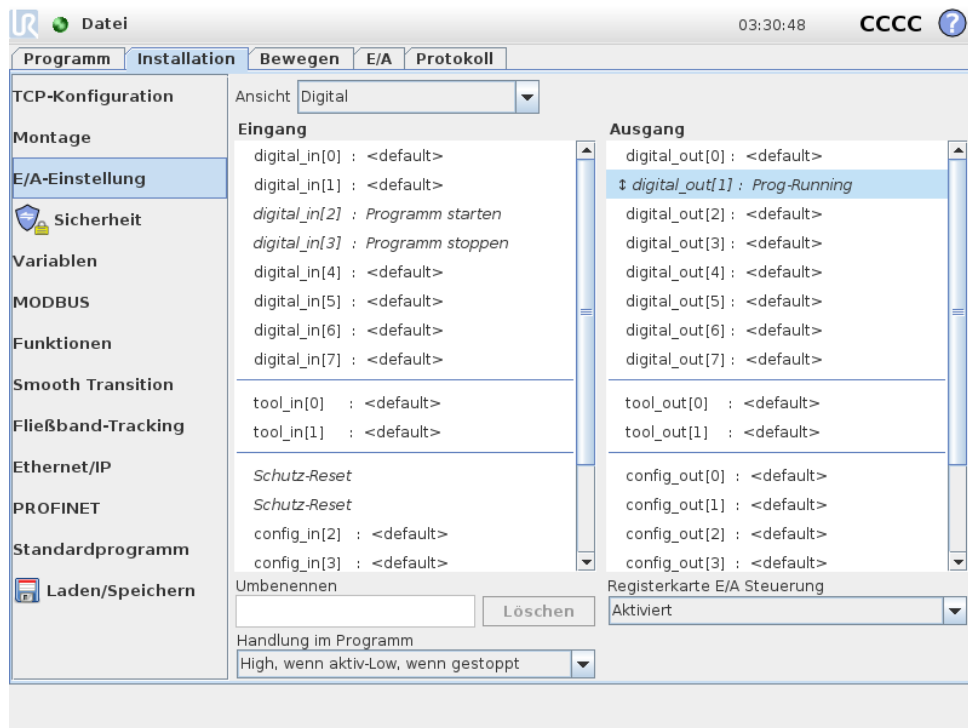 UR Datei 03:30:48 CCCC ?
Programm Installation Bewegen E/A Protokoll
TCP-Konfiguration
Montage
E/A-Einstellung
Sicherheit
Variablen
MODBUS
Funktionen
Smooth Transition
Fließband-Tracking
Ethernet/IP
PROFINET
Standardprogramm
Laden/Speichern
Ansicht Digital
Eingang
digital_in[0] : <default>
digital_in[1] : <default>
digital_in[2] : Programm starten
digital_in[3] : Programm stoppen
digital_in[4] : <default>
digital_in[5] : <default>
digital_in[6] : <default>
digital_in[7] : <default>
tool_in[0] : <default>
tool_in[1] : <default>
Schutz-Reset
Schutz-Reset
config_in[2] : <default>
config_in[3] : <default>
Ausgang
digital_out[0] : <default>
↕ digital_out[1] : Prog-Running
digital_out[2] : <default>
digital_out[3] : <default>
digital_out[4] : <default>
digital_out[5] : <default>
digital_out[6] : <default>
digital_out[7] : <default>
tool_out[0] : <default>
tool_out[1] : <default>
config_out[0] : <default>
config_out[1] : <default>
config_out[2] : <default>
config_out[3] : <default>
Umbenennen
Löschen
Handlung im Programm
High, wenn aktiv-Low, wenn gestoppt
Registerkarte E/A Steuerung
Aktiviert